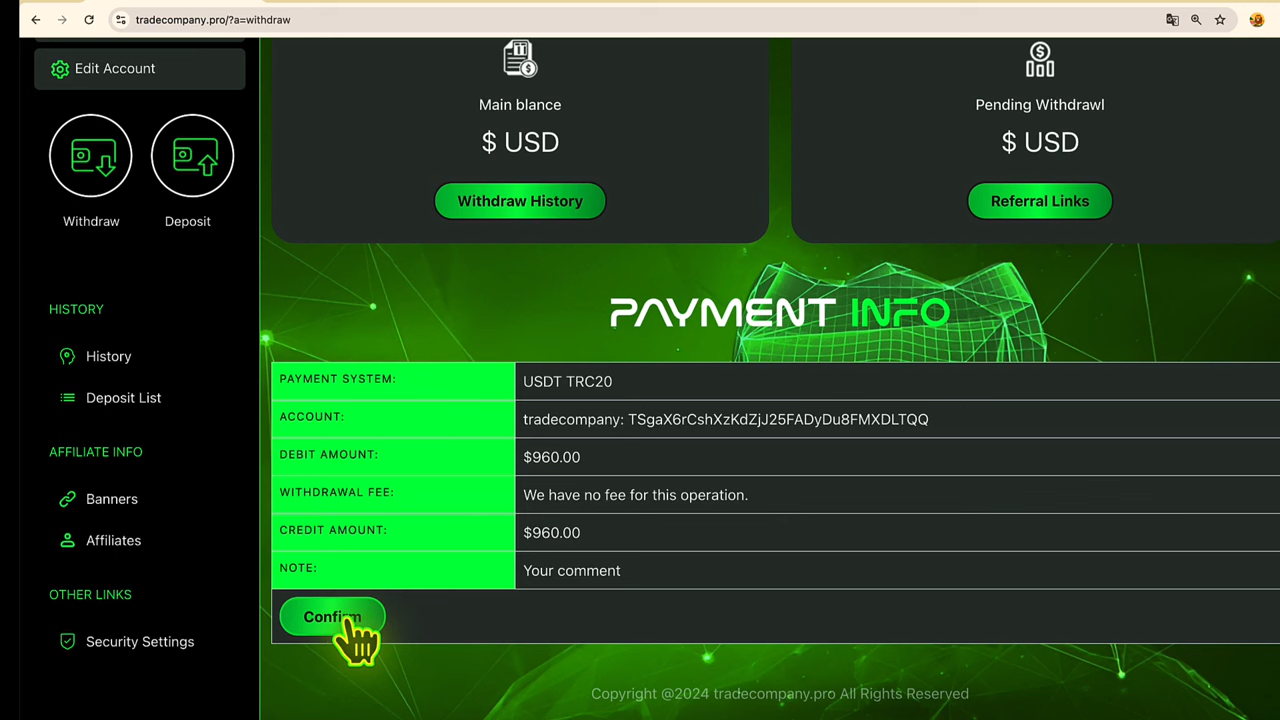 tradecompany.pro/?a=withdraw
Edit Account
Withdraw
Deposit
HISTORY
History
Deposit List
AFFILIATE INFO
Banners
Affiliates
OTHER LINKS
Security Settings
Main blance
$ USD
Withdraw History
Pending Withdrawl
$ USD
Referral Links
PAYMENT INFO
PAYMENT SYSTEM:
USDT TRC20
ACCOUNT:
tradecompany: TSgaX6rCshXzKdZjJ25FADyDu8FMXDLTQQ
DEBIT AMOUNT:
$960.00
WITHDRAWAL FEE:
We have no fee for this operation.
CREDIT AMOUNT:
$960.00
NOTE:
Your comment
Confirm
Copyright @2024 tradecompany.pro All Rights Reserved